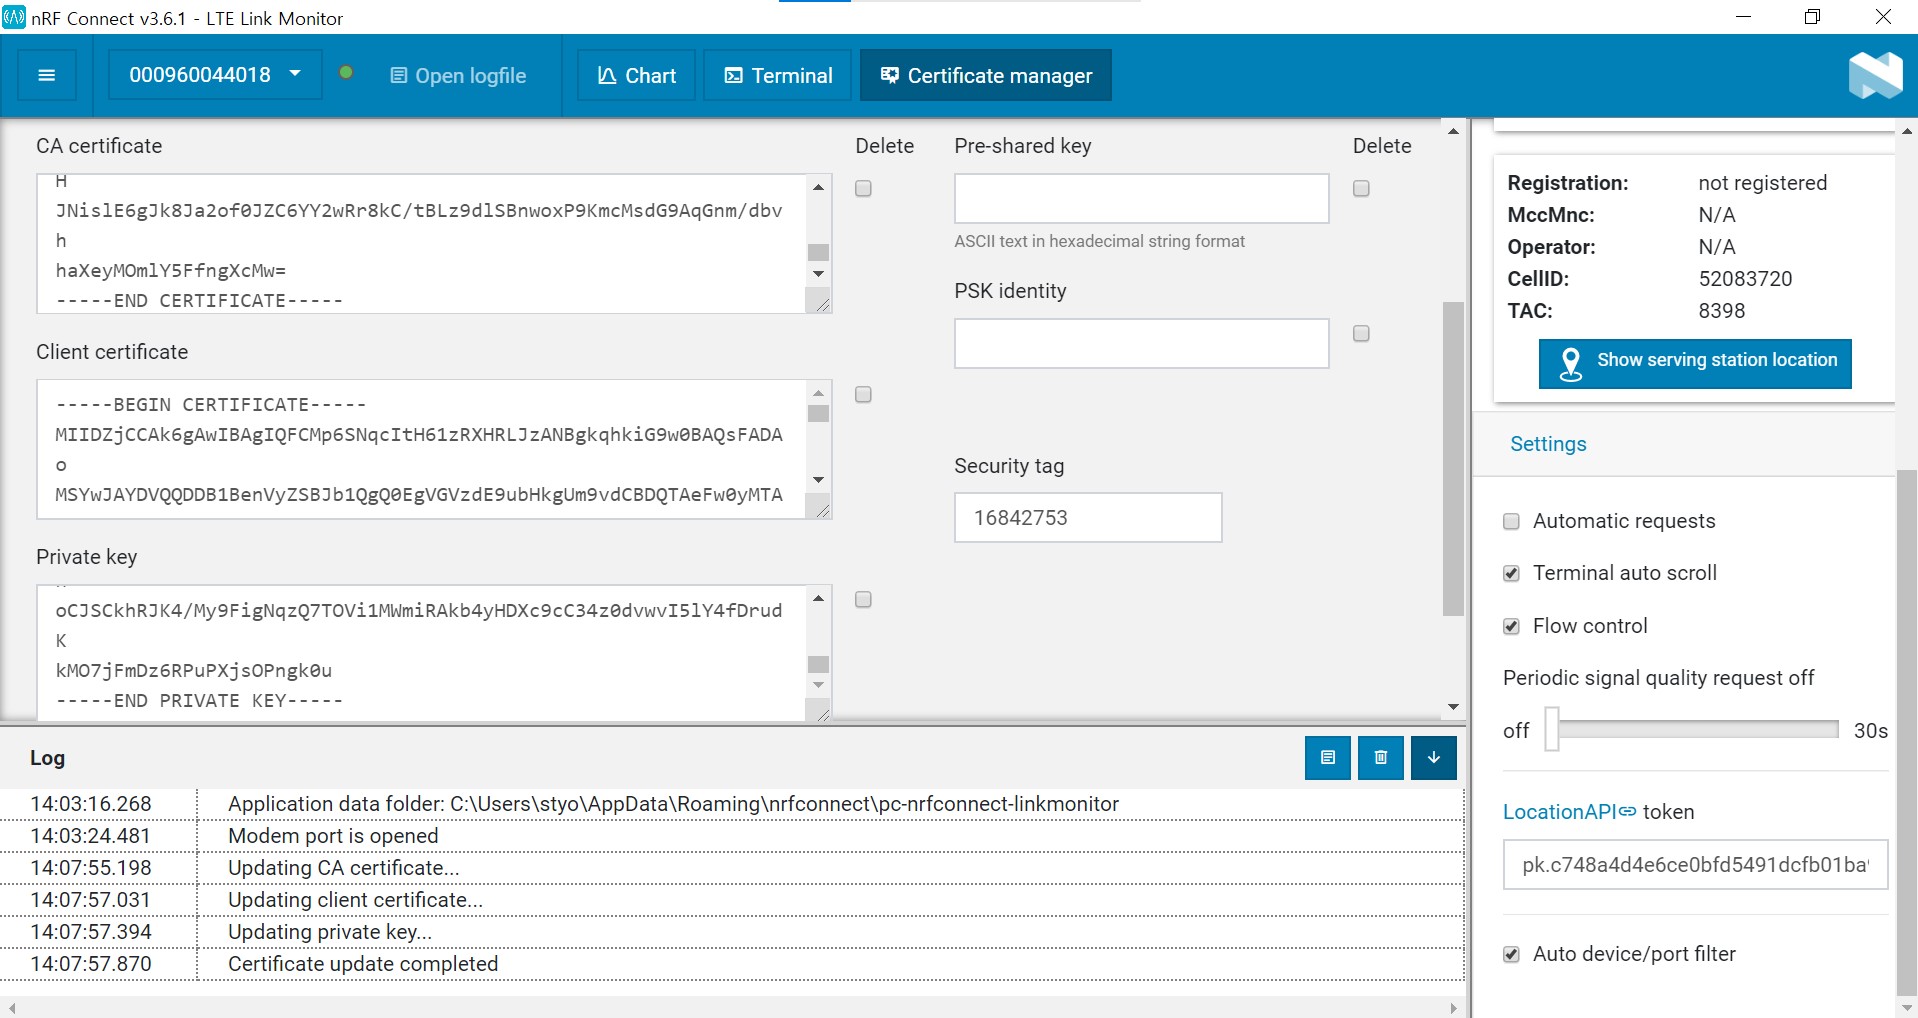 nRF Connect v3.6.1 - LTE Link Monitor
000960044018
Open logfile
Chart
Terminal
Certificate manager
CA certificate
Delete
H
JNislE6gJk8Ja2of0JZC6YY2wRr8kC/tBLz9dlSBnwoxP9KmcMsdG9AqGnm/dbv
h
haXeyMOmlY5FfngXcMw=
-----END CERTIFICATE-----
Client certificate
-----BEGIN CERTIFICATE-----
MIIDZjCCAk6gAwIBAgIQFCMp6SNqcItH61zRXHRLJzANBgkqhkiG9w0BAQsFADA
o
MSYwJAYDVQQDDB1BenVyZSBJb1QgQ0EgVGVzdE9ubHkgUm9vdCBDQTAeFw0yMTA
Private key
oCJSCkhRJK4/My9FigNqzQ7TOVi1MWmiRAkb4yHDXc9cC34z0dvwvI5lY4fDrud
K
kMO7jFmDz6RPuPXjsOPngk0u
-----END PRIVATE KEY-----
Pre-shared key
Delete
ASCII text in hexadecimal string format
PSK identity
Security tag
16842753
Registration: not registered
MccMnc: N/A
Operator: N/A
CellID: 52083720
TAC: 8398
Show serving station location
Settings
Automatic requests
Terminal auto scroll
Flow control
Periodic signal quality request off
off 30s
LocationAPI token
pk.c748a4d4e6ce0bfd5491dcfb01ba
Auto device/port filter
Log
14:03:16.268 Application data folder: C:\Users\styo\AppData\Roaming\nrfconnect\pc-nrfconnect-linkmonitor
14:03:24.481 Modem port is opened
14:07:55.198 Updating CA certificate...
14:07:57.031 Updating client certificate...
14:07:57.394 Updating private key...
14:07:57.870 Certificate update completed